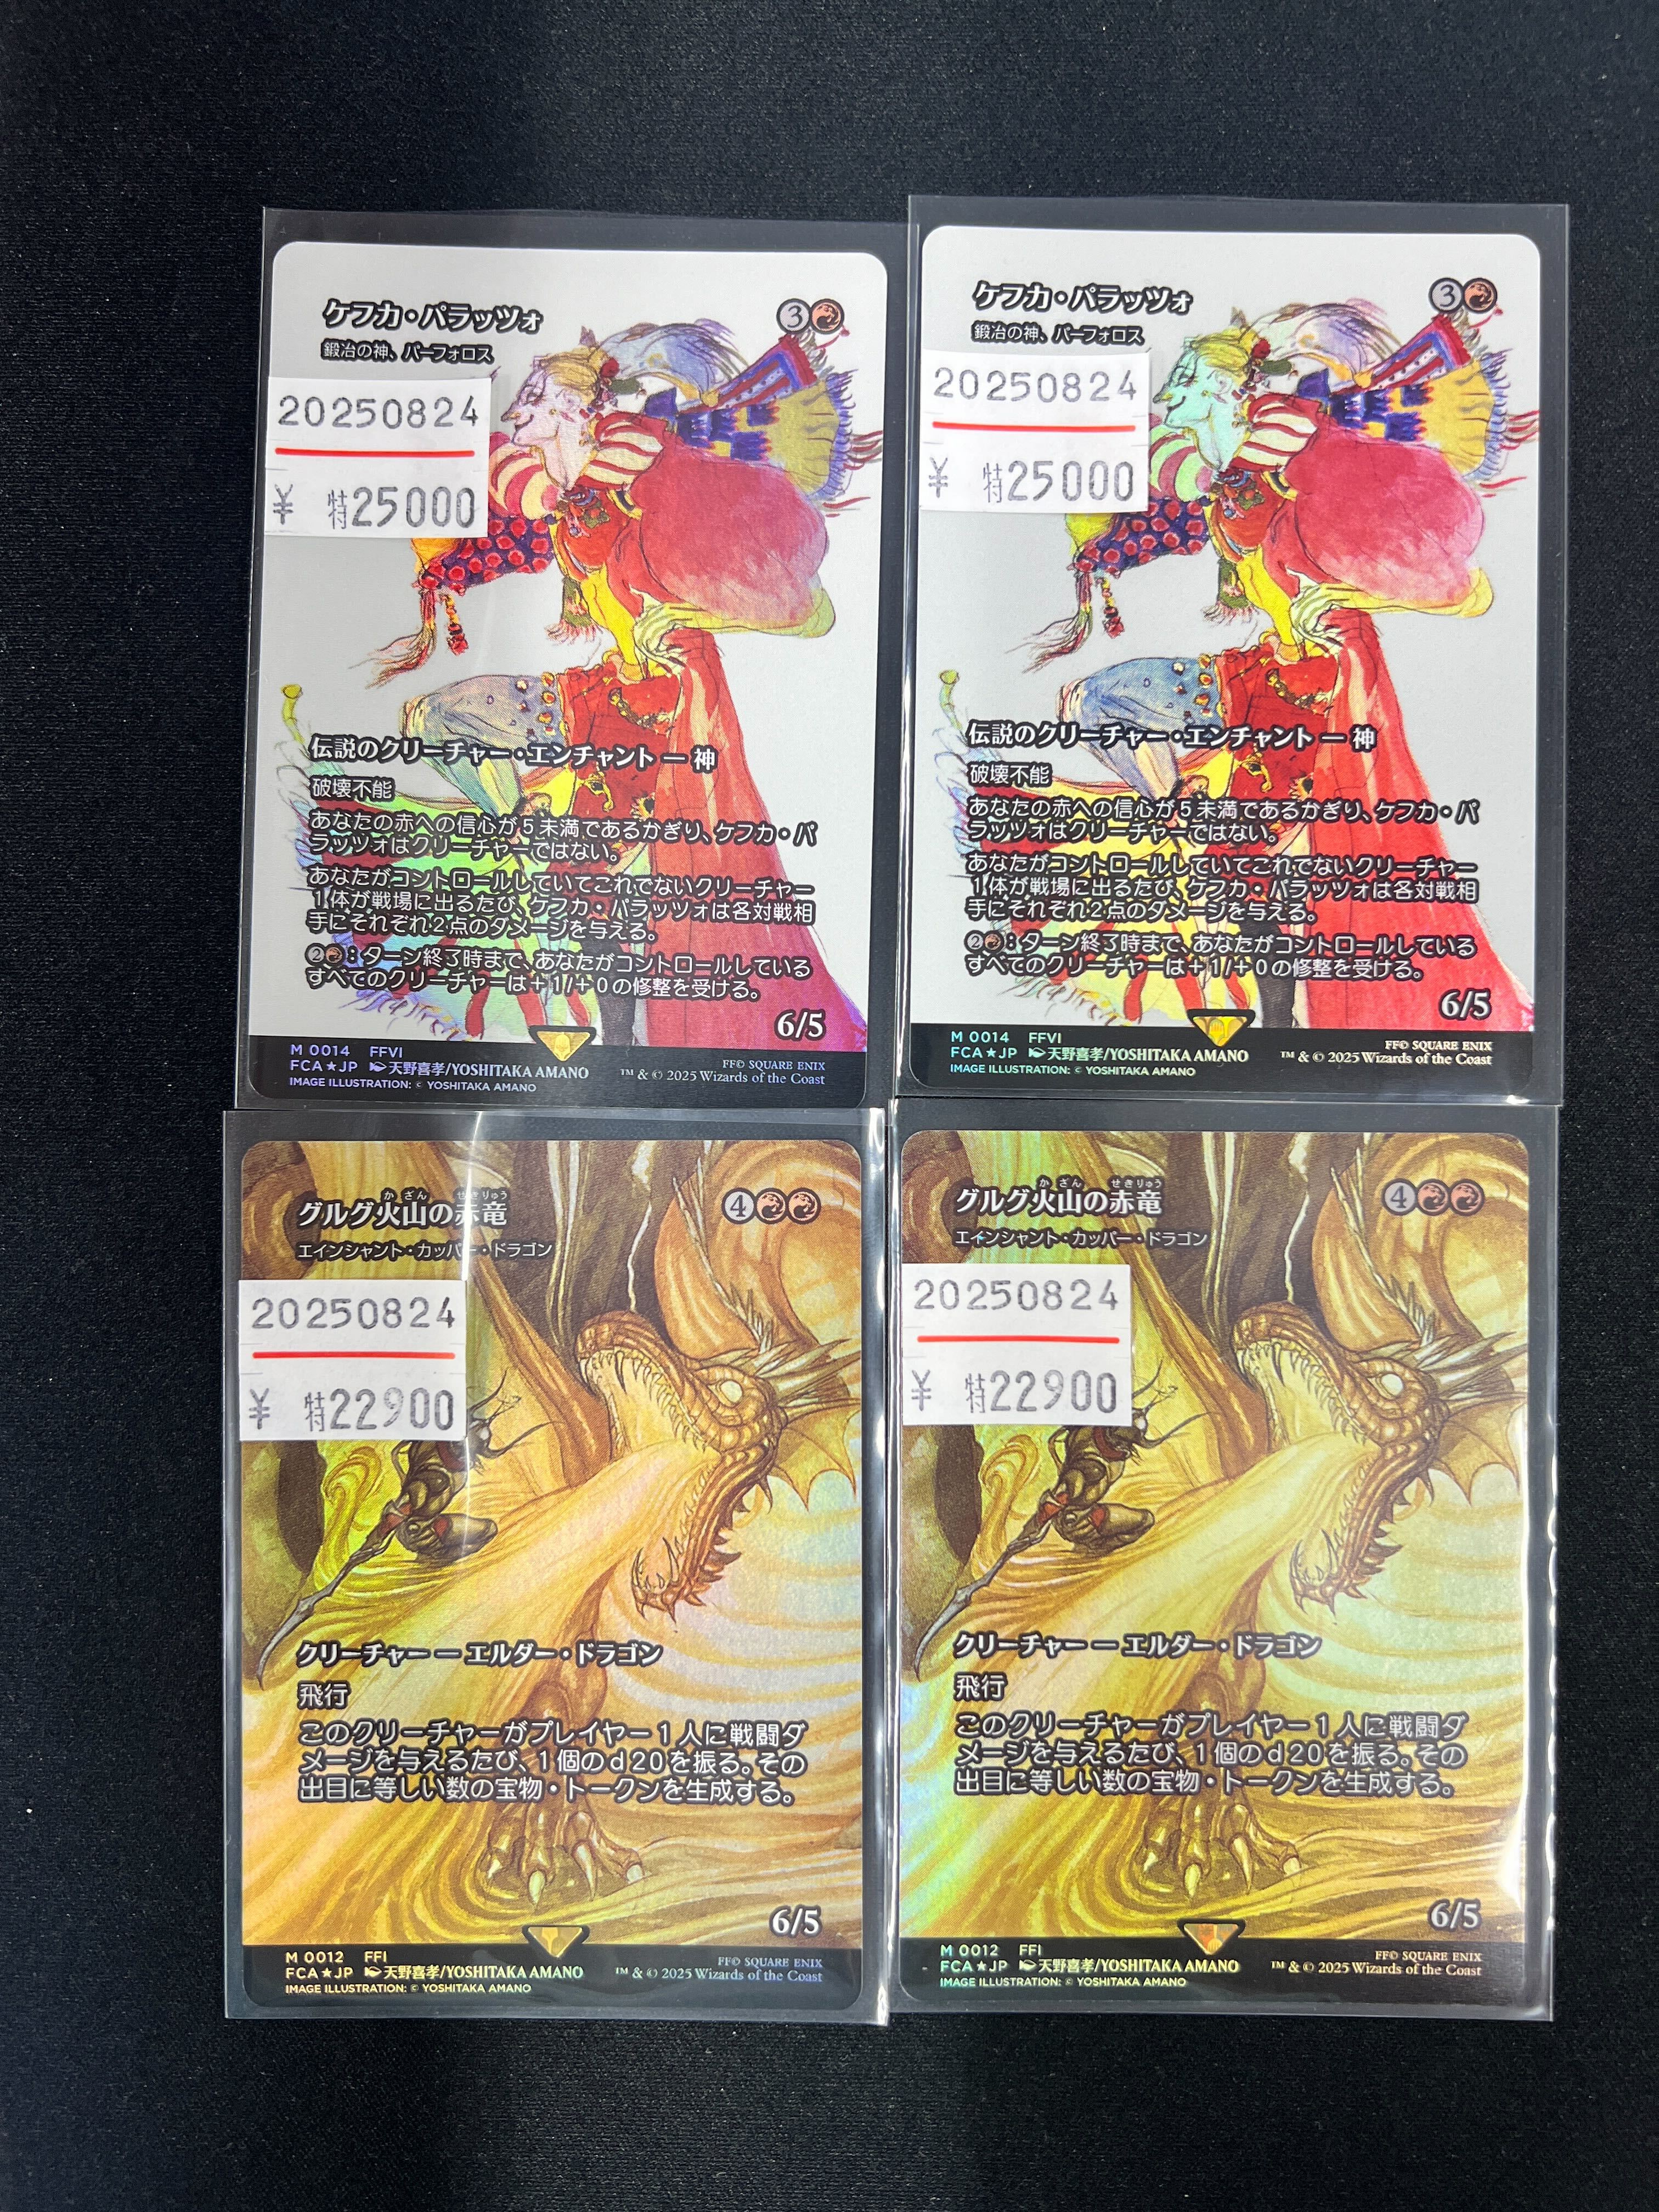 ケフカ・パラッツォ
3
鍛冶の神、パーフォロス
20250824
¥ 特25000
伝説のクリーチャー・エンチャント — 神
破壊不能
あなたの赤への信心が5未満であるかぎり、ケフカ・パ
ラッツォはクリーチャーではない。
あなたがコントロールしていてこれでないクリーチャー
1体が戦場に出るたび、ケフカ・パラッツォは各対戦相
手にそれぞれ2点のダメージを与える。
2:ターン終了時まで、あなたがコントロールしている
すべてのクリーチャーは+1/+0の修整を受ける。
6/5
M 0014 FFVI
FCA★JP 天野喜孝/YOSHITAKA AMANO
IMAGE ILLUSTRATION: © YOSHITAKA AMANO
FF© SQUARE ENIX
™ & © 2025 Wizards of the Coast
ケフカ・パラッツォ
3
鍛冶の神、パーフォロス
20250824
¥ 特25000
伝説のクリーチャー・エンチャント — 神
破壊不能
あなたの赤への信心が5未満であるかぎり、ケフカ・パ
ラッツォはクリーチャーではない。
あなたがコントロールしていてこれでないクリーチャー
1体が戦場に出るたび、ケフカ・パラッツォは各対戦相
手にそれぞれ2点のダメージを与える。
2:ターン終了時まで、あなたがコントロールしている
すべてのクリーチャーは+1/+0の修整を受ける。
6/5
M 0014 FFVI
FCA★JP 天野喜孝/YOSHITAKA AMANO
IMAGE ILLUSTRATION: © YOSHITAKA AMANO
FF© SQUARE ENIX
™ & © 2025 Wizards of the Coast
かざん せきりゅう
グルグ火山の赤竜
4
エインシャント・カッパー・ドラゴン
20250824
¥ 特22900
クリーチャー — エルダー・ドラゴン
飛行
このクリーチャーがプレイヤー1人に戦闘ダ
メージを与えるたび、1個のd20を振る。その
出目に等しい数の宝物・トークンを生成する。
6/5
M 0012 FFI
FCA★JP 天野喜孝/YOSHITAKA AMANO
IMAGE ILLUSTRATION: © YOSHITAKA AMANO
FF© SQUARE ENIX
™ & © 2025 Wizards of the Coast
かざん せきりゅう
グルグ火山の赤竜
4
エインシャント・カッパー・ドラゴン
20250824
¥ 特22900
クリーチャー — エルダー・ドラゴン
飛行
このクリーチャーがプレイヤー1人に戦闘ダ
メージを与えるたび、1個のd20を振る。その
出目に等しい数の宝物・トークンを生成する。
6/5
M 0012 FFI
FCA★JP 天野喜孝/YOSHITAKA AMANO
IMAGE ILLUSTRATION: © YOSHITAKA AMANO
FF© SQUARE ENIX
™ & © 2025 Wizards of the Coast